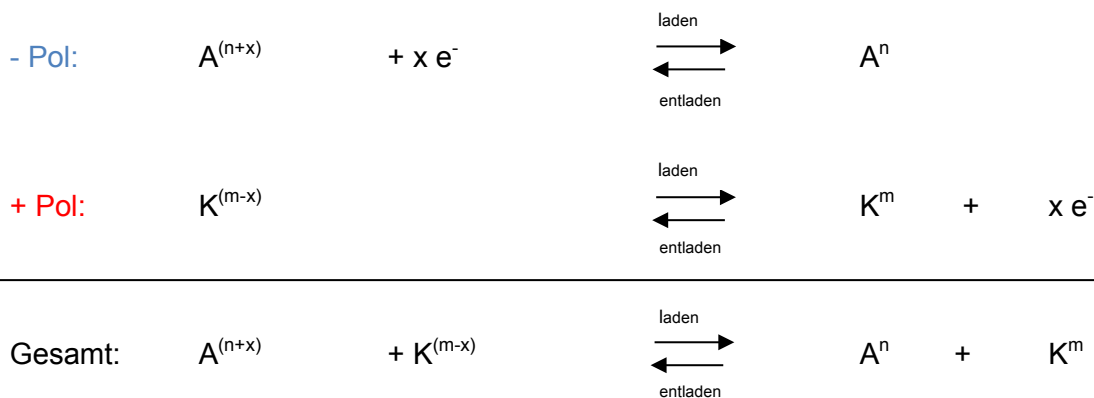 laden
- Pol: A^(n+x) + x e^- A^n
entladen
laden
+ Pol: K^(m-x) K^m + x e^-
entladen
laden
Gesamt: A^(n+x) + K^(m-x) A^n + K^m
entladen